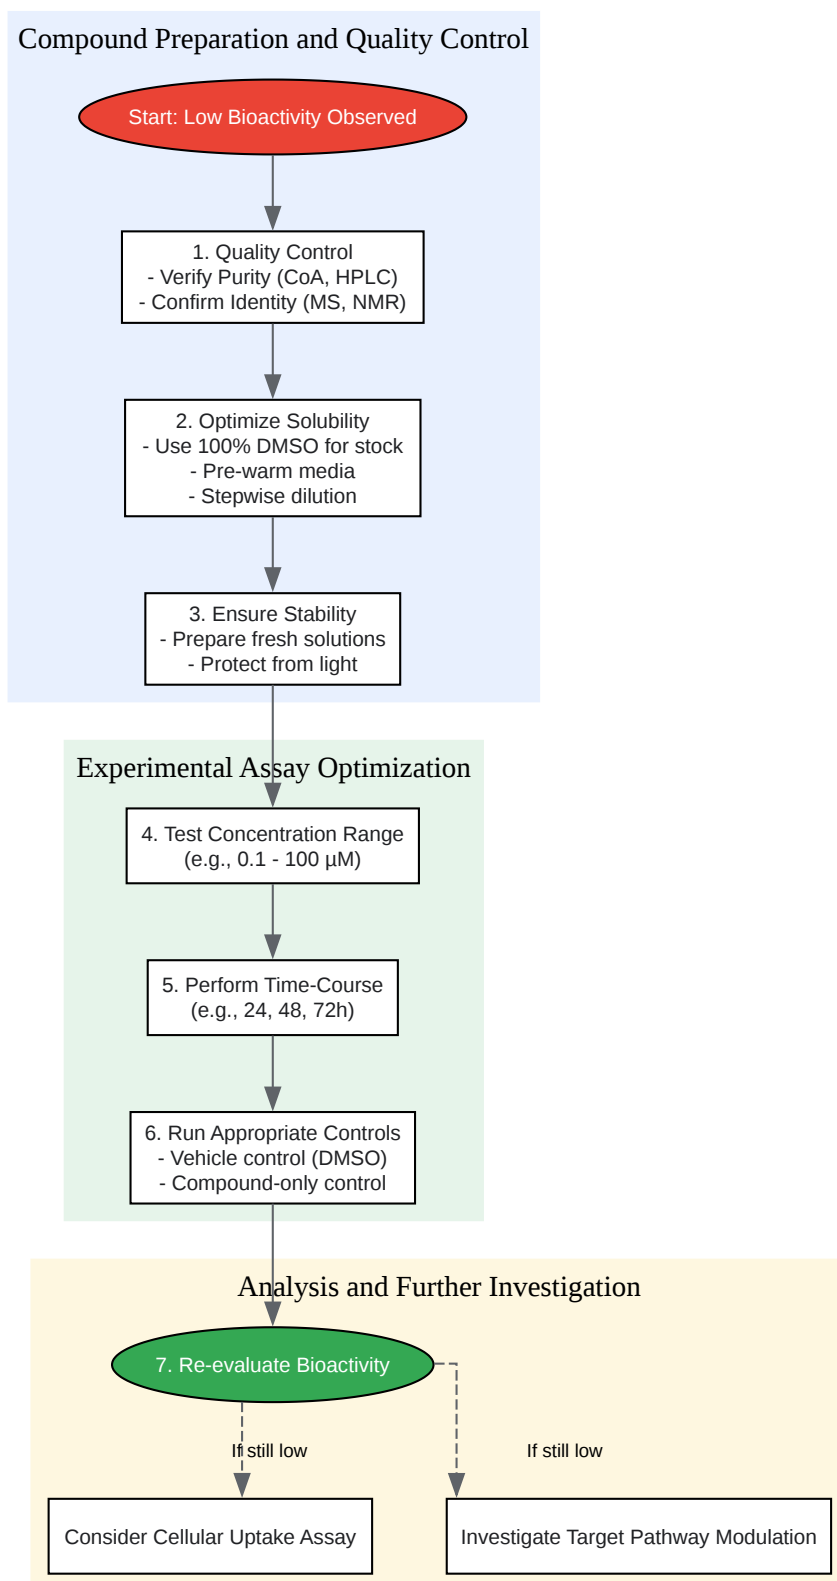 Compound Preparation and Quality Control
Start: Low Bioactivity Observed
1. Quality Control
- Verify Purity (CoA, HPLC)
- Confirm Identity (MS, NMR)
2. Optimize Solubility
- Use 100% DMSO for stock
- Pre-warm media
- Stepwise dilution
3. Ensure Stability
- Prepare fresh solutions
- Protect from light
Experimental Assay Optimization
4. Test Concentration Range
(e.g., 0.1 - 100 µM)
5. Perform Time-Course
(e.g., 24, 48, 72h)
6. Run Appropriate Controls
- Vehicle control (DMSO)
- Compound-only control
Analysis and Further Investigation
7. Re-evaluate Bioactivity
If still low
If still low
Consider Cellular Uptake Assay
Investigate Target Pathway Modulation